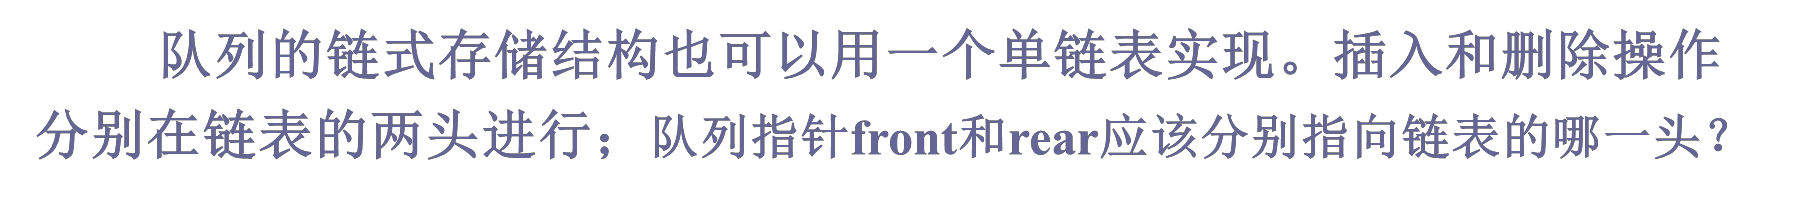 队列的链式存储结构也可以用一个单链表实现。插入和删除操作
分别在链表的两头进行；队列指针front和rear应该分别指向链表的哪一头？